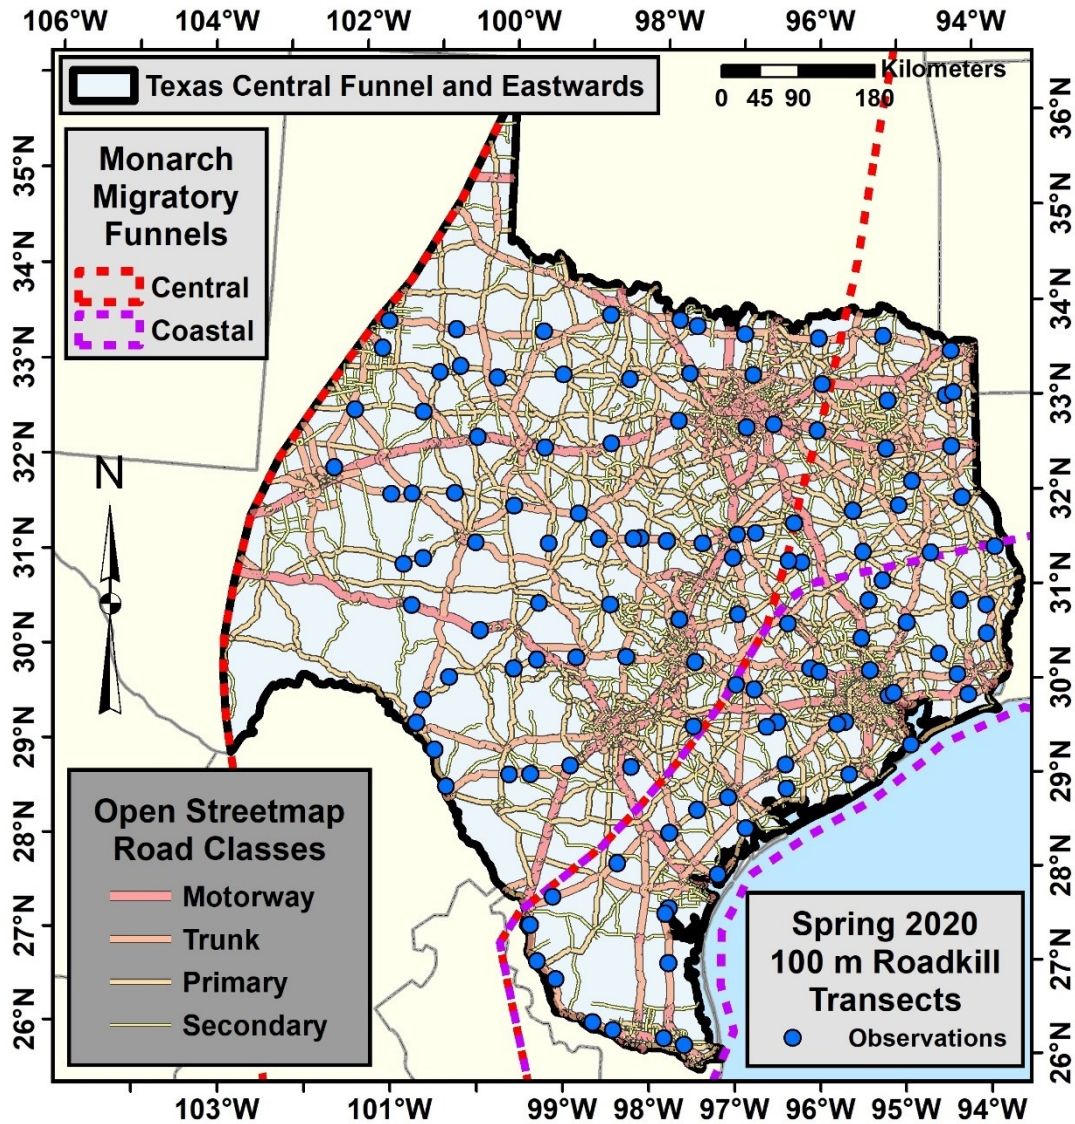 106°W 104°W 102°W 100°W 98°W 96°W 94°W
Texas Central Funnel and Eastwards
Kilometers
0 45 90 180
Monarch
Migratory
Funnels
Central
Coastal
35°N
34°N
33°N
32°N
31°N
30°N
29°N
28°N
27°N
26°N
36°N
35°N
34°N
33°N
32°N
31°N
30°N
29°N
28°N
27°N
26°N
N
Open Streetmap
Road Classes
Motorway
Trunk
Primary
Secondary
Spring 2020
100 m Roadkill
Transects
Observations
103°W 101°W 99°W 98°W 97°W 96°W 95°W 94°W